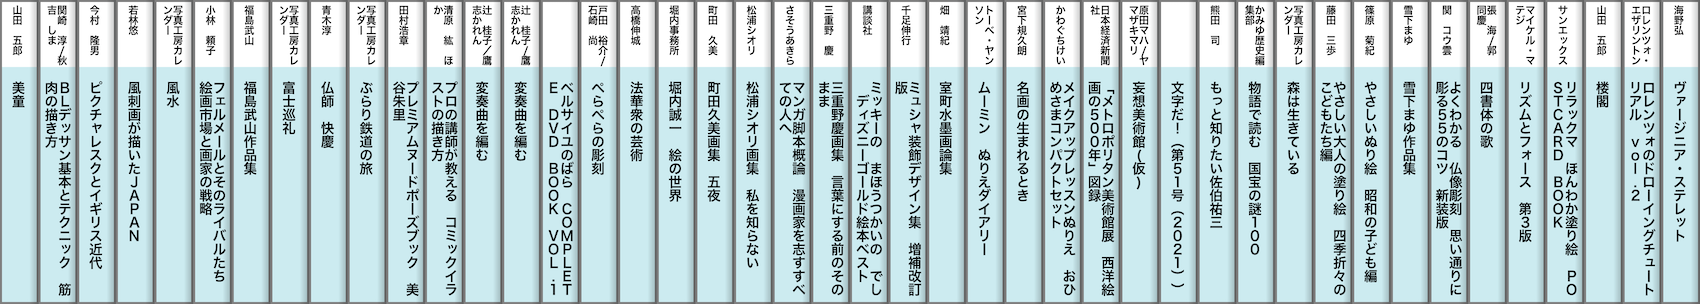 海野弘
ヴァージニア・ステレット
ロレンツォ・
エザリントン
ロレンツォのドローイングチュート
リアル　ｖｏｌ．２
山田　五郎
楼閣
サンエックス
リラックマ　ほんわか塗り絵　ＰＯ
ＳＴＣＡＲＤ　ＢＯＯＫ
マイケル・マ
テジ
リズムとフォース　第３版
張　海／郭
同慶
四書体の歌
関　コウ雲
よくわかる　仏像彫刻　思い通りに
彫る５５のコツ　新装版
雪下まゆ
雪下まゆ作品集
篠原　菊紀
やさしいぬり絵　昭和の子ども編
藤田　三歩
やさしい大人の塗り絵　四季折々の
こどもたち編
写真工房カレ
ンダー
森は生きている
かみゆ歴史編
集部
物語で読む　国宝の謎１００
熊田　司
もっと知りたい佐伯祐三
文字だ！（第５１号（２０２１））
原田マハ／ヤ
マザキマリ
妄想美術館（仮）
日本経済新聞
社
「メトロポリタン美術館展　西洋絵
画の５００年」図録
かわぐちけい
メイクアップレッスンぬりえ　おひ
めさまコンパクトセット
宮下規久朗
名画の生まれるとき
トーベ・ヤン
ソン
ムーミン　ぬりえダイアリー
畑　靖紀
室町水墨画論集
千足伸行
ミュシャ装飾デザイン集　増補改訂
版
講談社
ミッキーの　まほうつかいの　でし
　ディズニーゴールド絵本ベスト
三重野　慶
三重野慶画集　言葉にする前のその
まま
さそうあきら
マンガ脚本概論　漫画家を志すすべ
ての人へ
松浦シオリ
松浦シオリ画集　私を知らない
町田　久美
町田久美画集　五夜
堀内事務所
堀内誠一　絵の世界
高橋伸城
法華衆の芸術
戸田　裕介／
石崎　尚
ぺらぺらの彫刻
ベルサイユのばら　ＣＯＭＰＬＥＴ
Ｅ　ＤＶＤ　ＢＯＯＫ　ＶＯＬ．１
辻　桂子／鷹
志かれん
変奏曲を編む
辻　桂子／鷹
志かれん
変奏曲を編む
清原　紘　ほ
か
プロの講師が教える　コミックイラ
ストの描き方
田村浩章
プレミアムヌードポーズブック　美
谷朱里
写真工房カレ
ンダー
ぶらり鉄道の旅
青木淳
仏師　快慶
写真工房カレ
ンダー
富士巡礼
福島武山
福島武山作品集
小林　頼子
フェルメールとそのライバルたち　
絵画市場と画家の戦略
写真工房カレ
ンダー
風水
若林悠
風刺画が描いたＪＡＰＡＮ
今村　隆男
ピクチャレスクとイギリス近代
関崎　淳／秋
吉　しま
ＢＬデッサン基本とテクニック　筋
肉の描き方
山田　五郎
美童